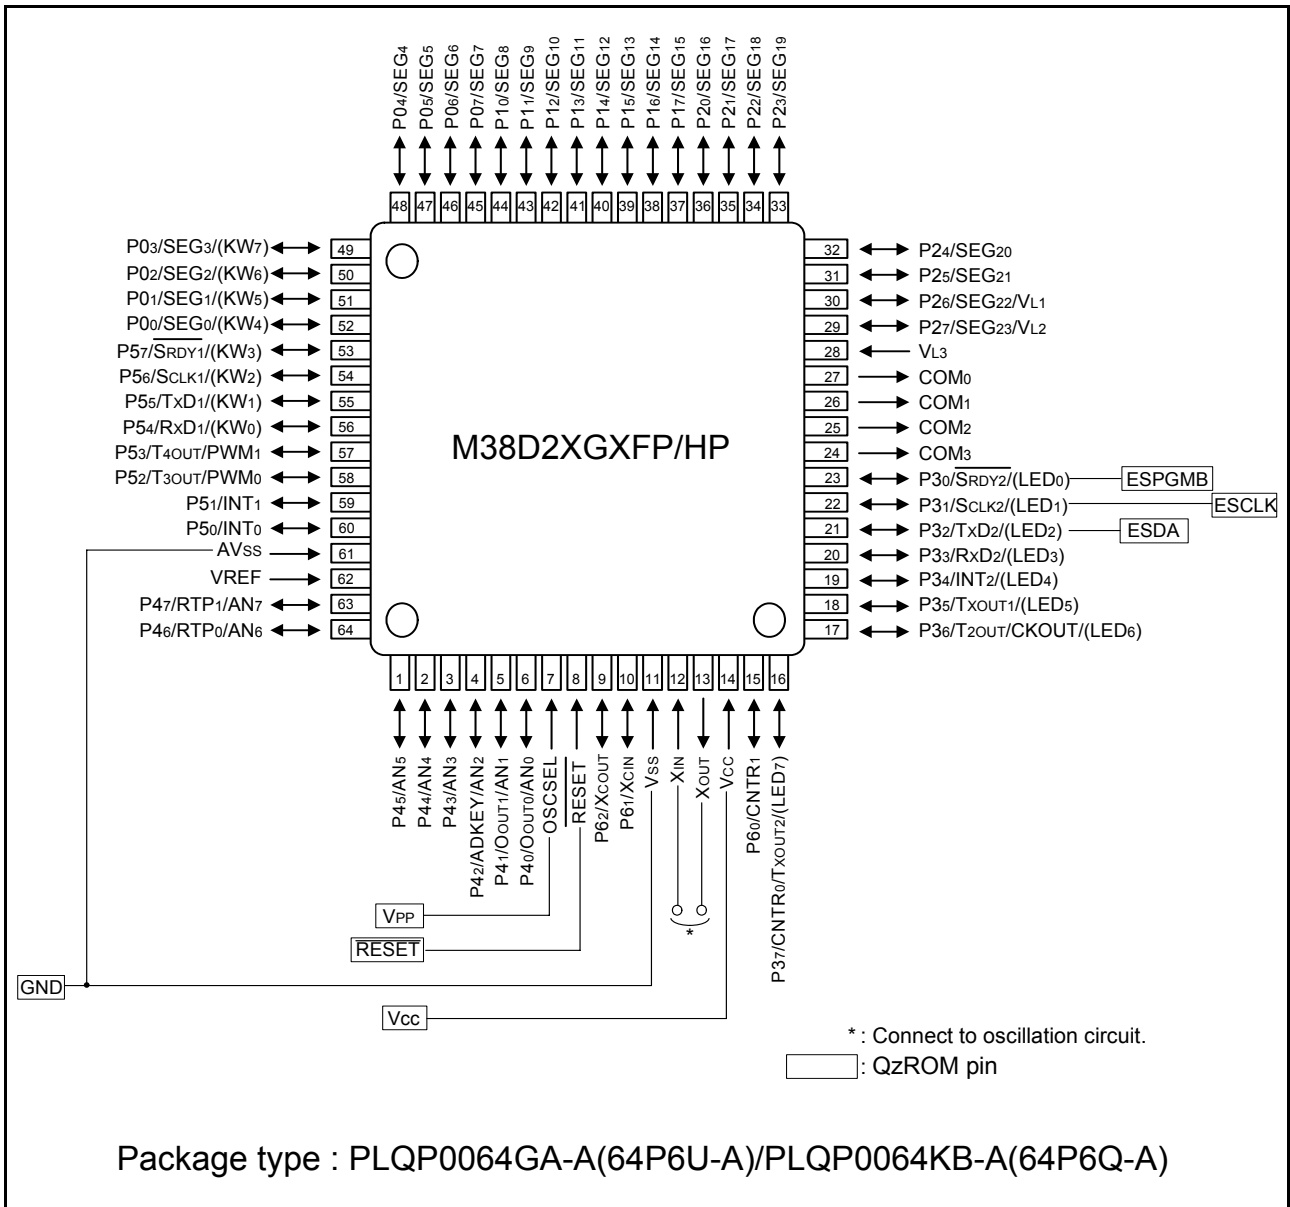 P04/SEG4
P05/SEG5
P06/SEG6
P07/SEG7
P10/SEG8
P11/SEG9
P12/SEG10
P13/SEG11
P14/SEG12
P15/SEG13
P16/SEG14
P17/SEG15
P20/SEG16
P21/SEG17
P22/SEG18
P23/SEG19
48 47 46 45 44 43 42 41 40 39 38 37 36 35 34 33
P03/SEG3/(KW7) 49
P02/SEG2/(KW6) 50
P01/SEG1/(KW5) 51
P00/SEG0/(KW4) 52
P57/SRDY1/(KW3) 53
P56/SCLK1/(KW2) 54
P55/TXD1/(KW1) 55
P54/RXD1/(KW0) 56
P53/T4OUT/PWM1 57
P52/T3OUT/PWM0 58
P51/INT1 59
P50/INT0 60
AVSS 61
VREF 62
P47/RTP1/AN7 63
P46/RTP0/AN6 64
M38D2XGXFP/HP
32 P24/SEG20
31 P25/SEG21
30 P26/SEG22/VL1
29 P27/SEG23/VL2
28 VL3
27 COM0
26 COM1
25 COM2
24 COM3
23 P30/SRDY2/(LED0) ESPGMB
22 P31/SCLK2/(LED1) ESCLK
21 P32/TXD2/(LED2) ESDA
20 P33/RXD2/(LED3)
19 P34/INT2/(LED4)
18 P35/TXOUT1/(LED5)
17 P36/T2OUT/CKOUT/(LED6)
1 2 3 4 5 6 7 8 9 10 11 12 13 14 15 16
P45/AN5
P44/AN4
P43/AN3
P42/ADKEY/AN2
P41/OOUT1/AN1
P40/OOUT0/AN0
OSCSEL
RESET
P62/XCOUT
P61/XCIN
VSS
XIN
XOUT
VCC
P60/CNTR1
P37/CNTR0/TXOUT2/(LED7)
VPP
*
RESET
GND
Vcc
* : Connect to oscillation circuit.
: QzROM pin
Package type : PLQP0064GA-A(64P6U-A)/PLQP0064KB-A(64P6Q-A)